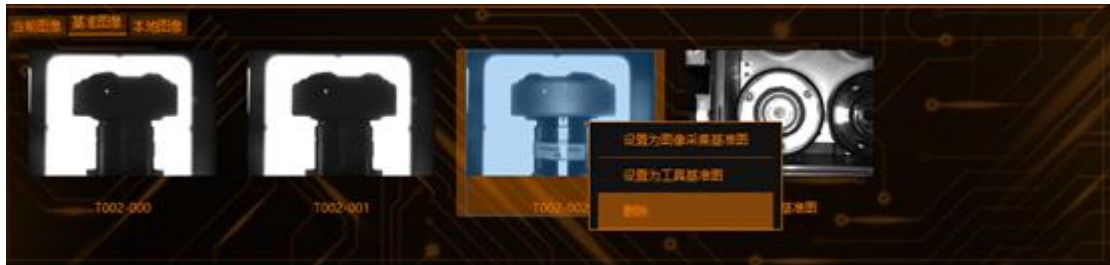 当前图像 基准图像 本地图像
设置为图像采集基准图
设置为工具基准图
删除
T002-000 T002-001 T002-002 基准图